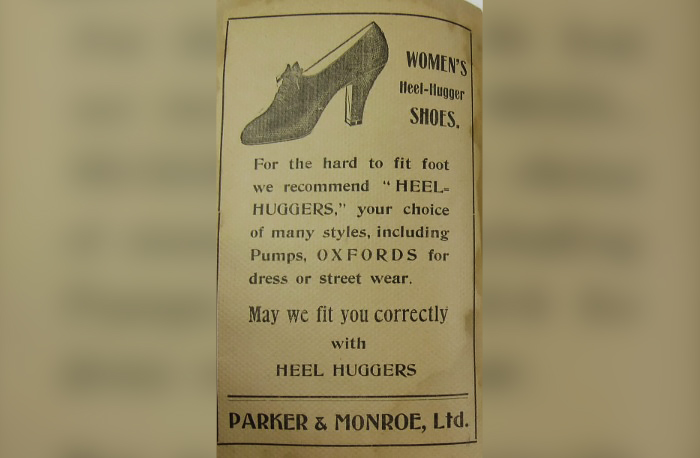 WOMEN'S
Heel-Hugger
SHOES.
For the hard to fit foot
we recommend "HEEL-
HUGGERS," your choice
of many styles, including
Pumps, OXFORDS for
dress or street wear.
May we fit you correctly
with
HEEL HUGGERS
PARKER & MONROE, Ltd.